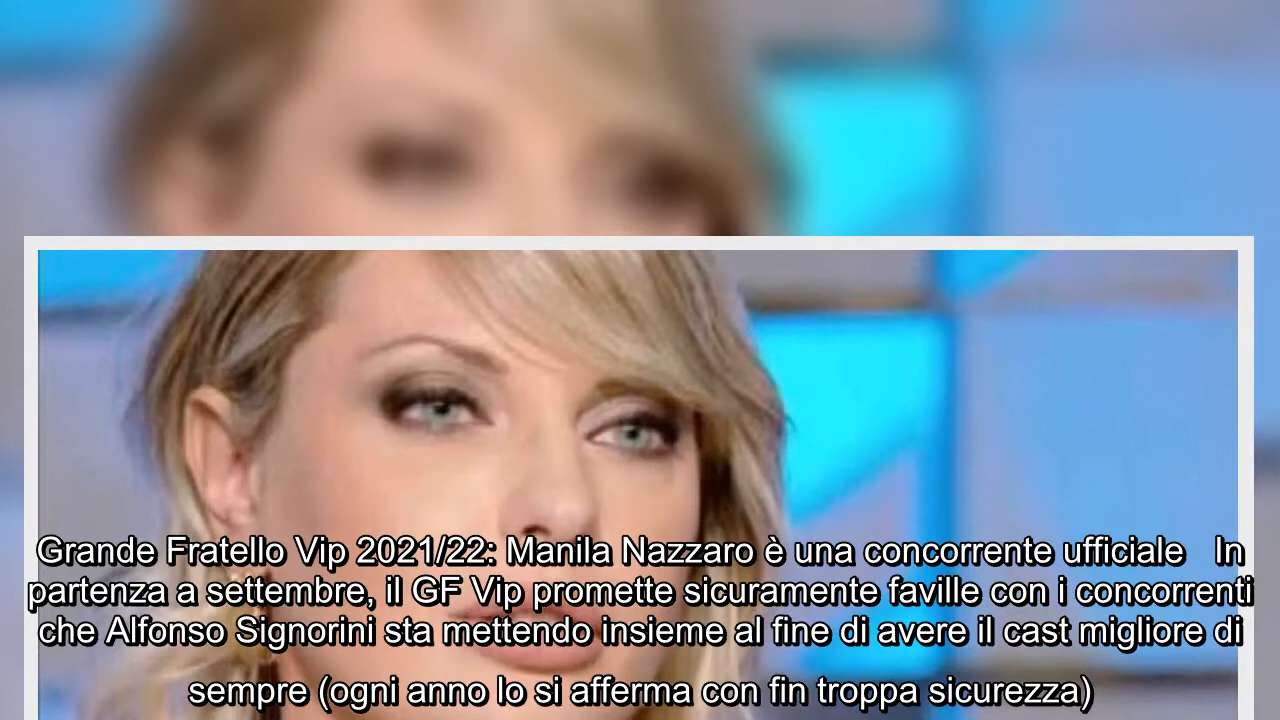 Grande Fratello Vip 2021/22: Manila Nazzaro è una concorrente ufficiale   In
partenza a settembre, il GF Vip promette sicuramente faville con i concorrenti
che Alfonso Signorini sta mettendo insieme al fine di avere il cast migliore di
sempre (ogni anno lo si afferma con fin troppa sicurezza)